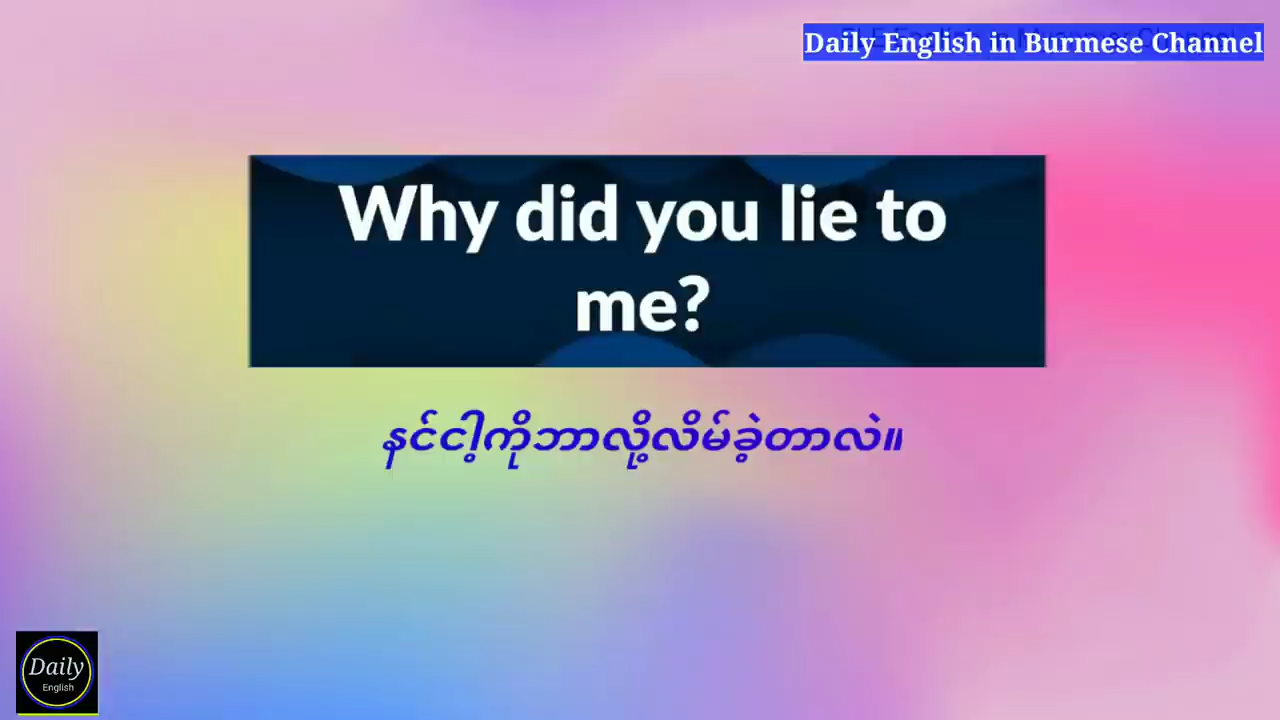 Daily English in Burmese Channel
Why did you lie to
me?
နင်ငါ့ကိုဘာလို့လိမ်ခဲ့တာလဲ။
Daily
English